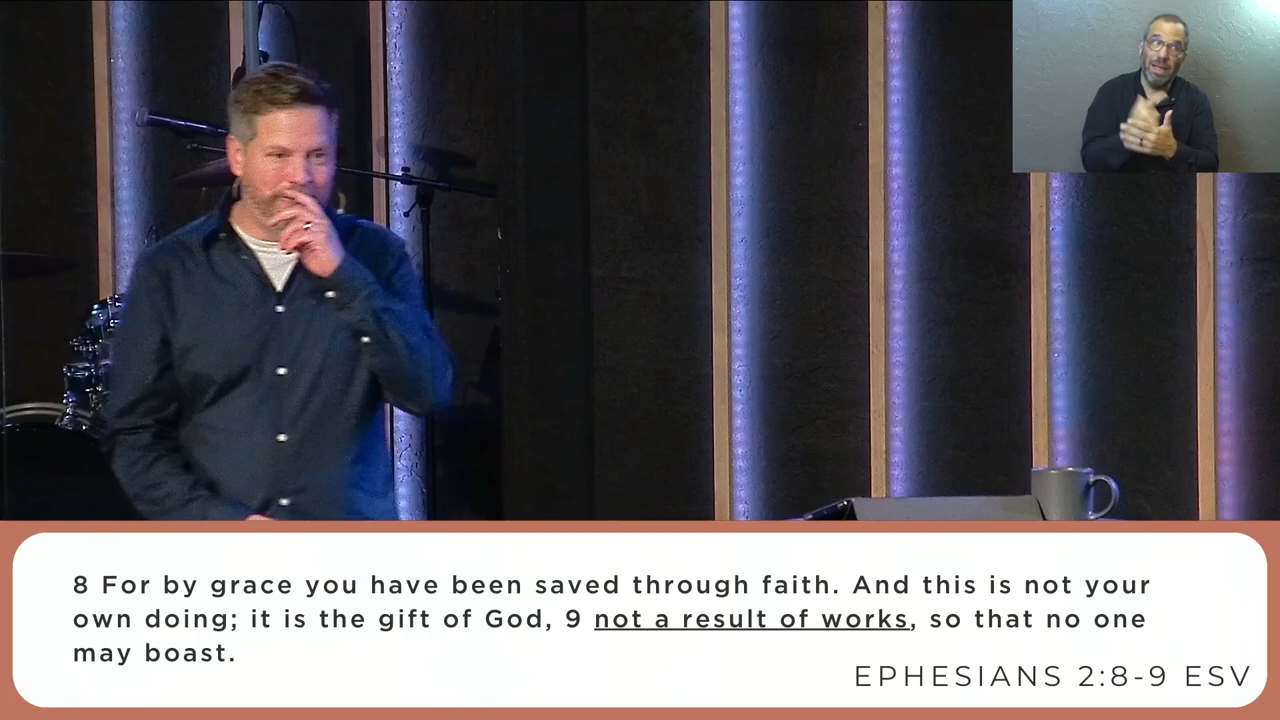 8 For by grace you have been saved through faith. And this is not your
own doing; it is the gift of God, 9 not a result of works, so that no one
may boast.
EPHESIANS 2:8-9 ESV